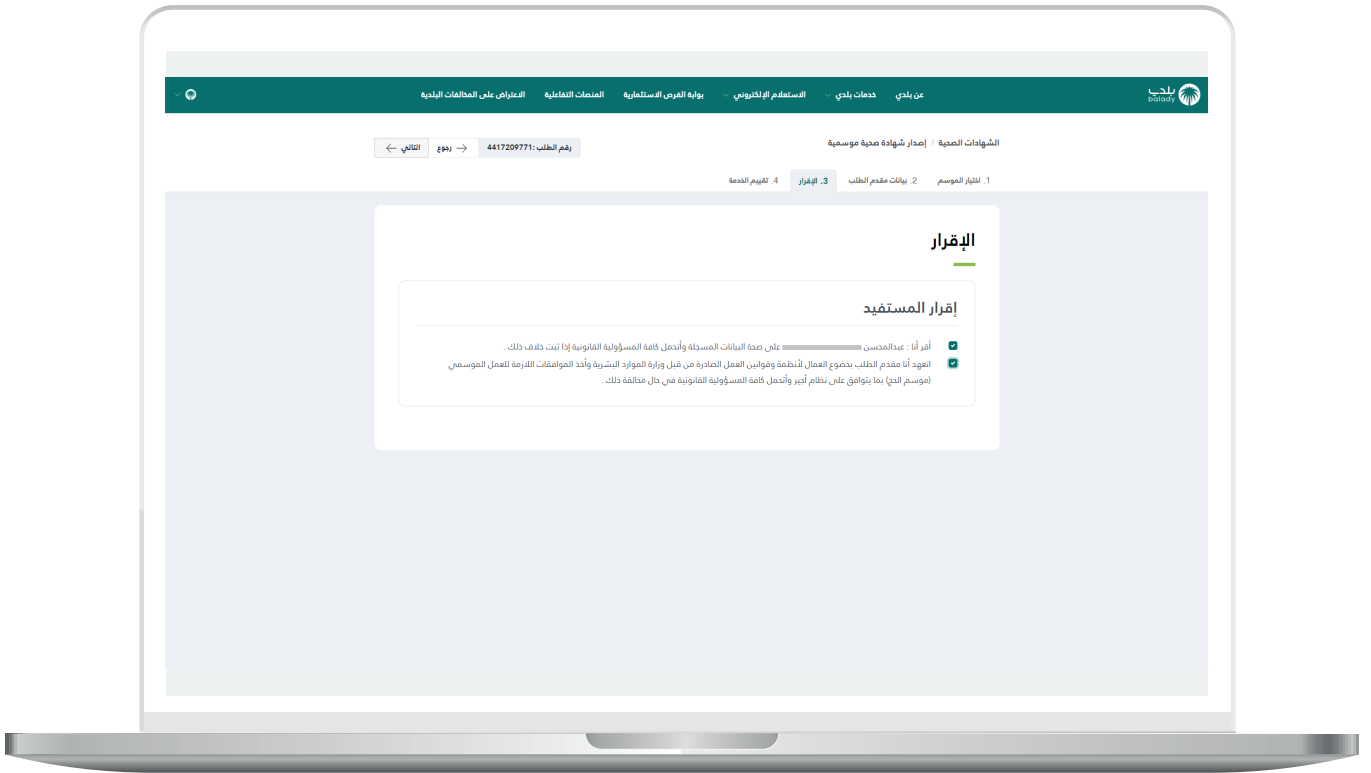 بلدي
balady
عن بلدي
خدمات بلدي
الاستعلام الإلكتروني
بوابة الفرص الاستثمارية
المنصات التفاعلية
الاعتراض على المخالفات البلدية
الشهادات الصحية / إصدار شهادة صحية موسمية
رقم الطلب :4417209771
رجوع
التالي
1. اختيار الموسم
2. بيانات مقدم الطلب
3. الإقرار
4. تقييم الخدمة
الإقرار
إقرار المستفيد
أقر أنا : عبدالمحسن على صحة البيانات المسجلة وأتحمل كافة المسؤولية القانونية إذا ثبت خلاف ذلك .
اتعهد أنا مقدم الطلب بخضوع العمال لأنظمة وقوانين العمل الصادرة من قبل وزارة الموارد البشرية وأخذ الموافقات اللازمة للعمل الموسمي
(موسم الحج) بما يتوافق على نظام أجير وأتحمل كافة المسؤولية القانونية في حال مخالفة ذلك .